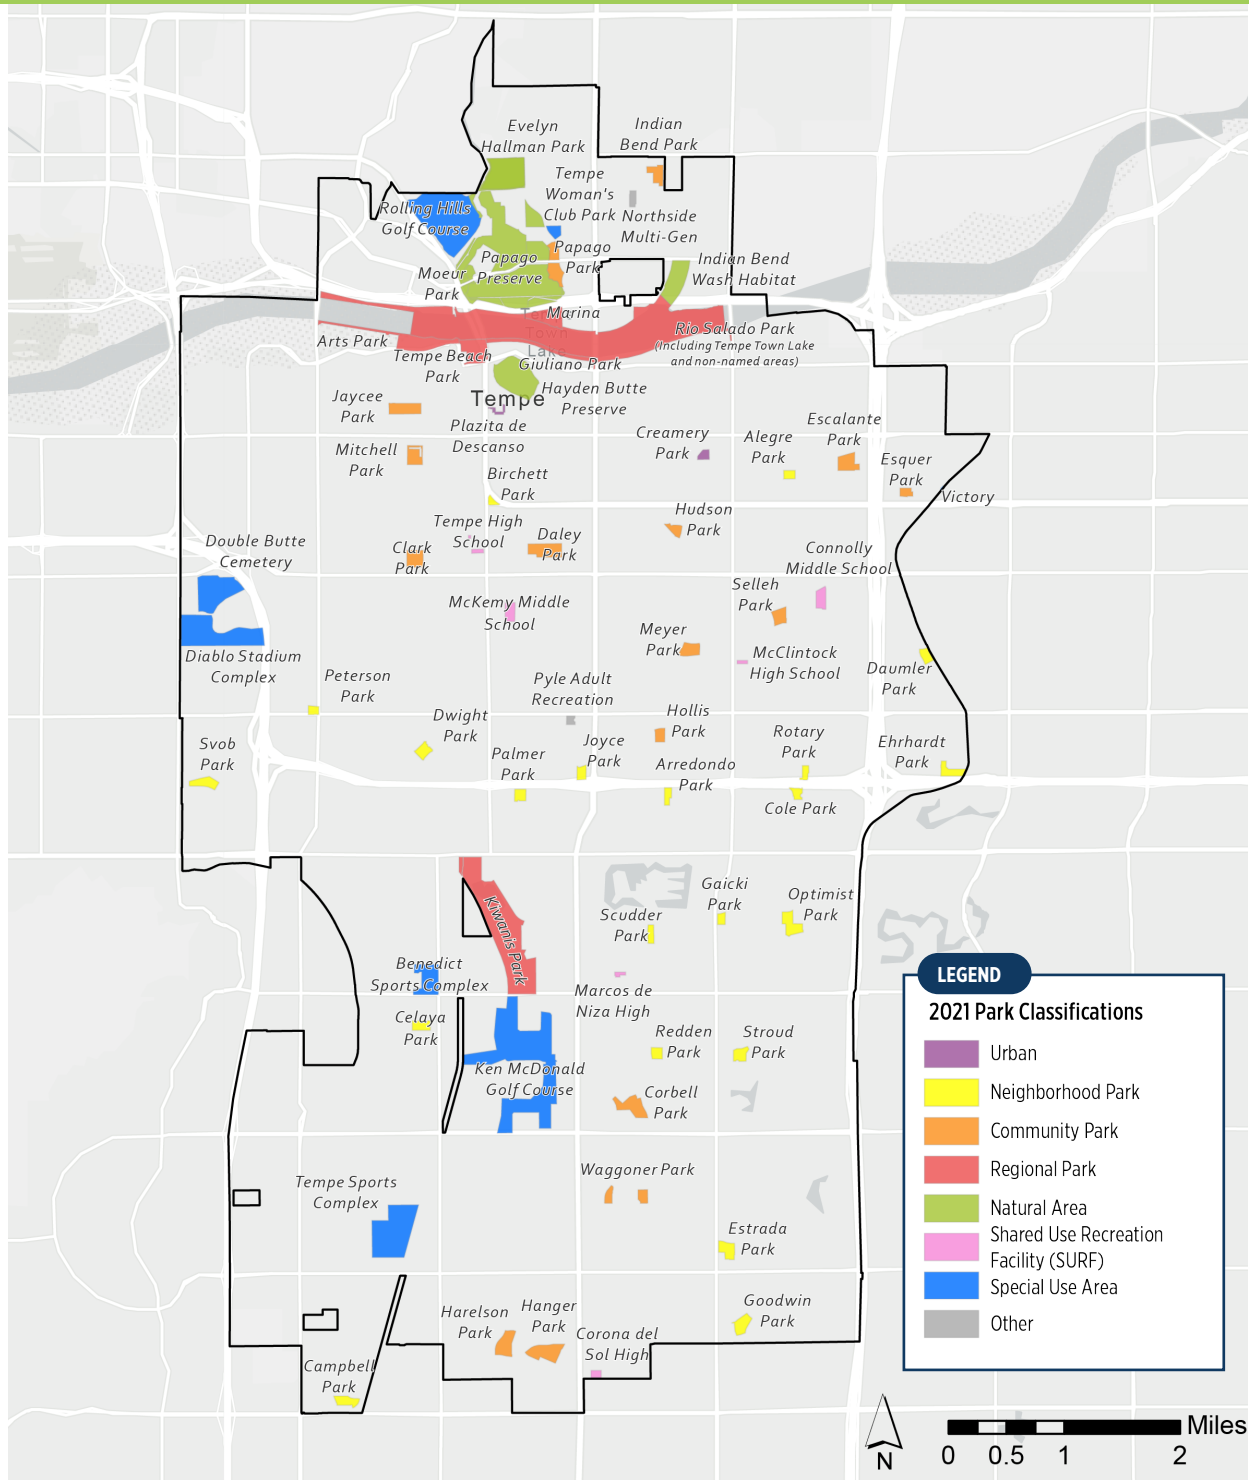 Evelyn
Hallman Park
Indian
Bend Park
Tempe
Woman's
Club Park
Rolling Hills
Golf Course
Northside
Multi-Gen
Papago
Park
Papago
Preserve
Moeur
Park
Indian Bend
Wash Habitat
Marina
Town
Lake
Arts Park
Tempe Beach
Park
Rio Salado Park
(Including Tempe Town Lake
and non-named areas)
Giuliano Park
Hayden Butte
Preserve
Tempe
Jaycee
Park
Plazita de
Descanso
Mitchell
Park
Creamery
Park
Alegre
Park
Escalante
Park
Esquer
Park
Victory
Birchett
Park
Hudson
Park
Tempe High
School
Daley
Park
Clark
Park
Double Butte
Cemetery
Connolly
Middle School
Selleh
Park
McKemy Middle
School
Meyer
Park
McClintock
High School
Daumler
Park
Diablo Stadium
Complex
Peterson
Park
Pyle Adult
Recreation
Dwight
Park
Hollis
Park
Svob
Park
Palmer
Park
Joyce
Park
Arredondo
Park
Rotary
Park
Ehrhardt
Park
Cole Park
Kiwanis Park
Gaicki
Park
Optimist
Park
Scudder
Park
Benedict
Sports Complex
Marcos de
Niza High
Celaya
Park
Redden
Park
Stroud
Park
Ken McDonald
Golf Course
Corbell
Park
Waggoner Park
Tempe Sports
Complex
Estrada
Park
Harelson
Park
Hanger
Park
Goodwin
Park
Corona del
Sol High
Campbell
Park
LEGEND
2021 Park Classifications
Urban
Neighborhood Park
Community Park
Regional Park
Natural Area
Shared Use Recreation
Facility (SURF)
Special Use Area
Other
N
Miles
0 0.5 1 2